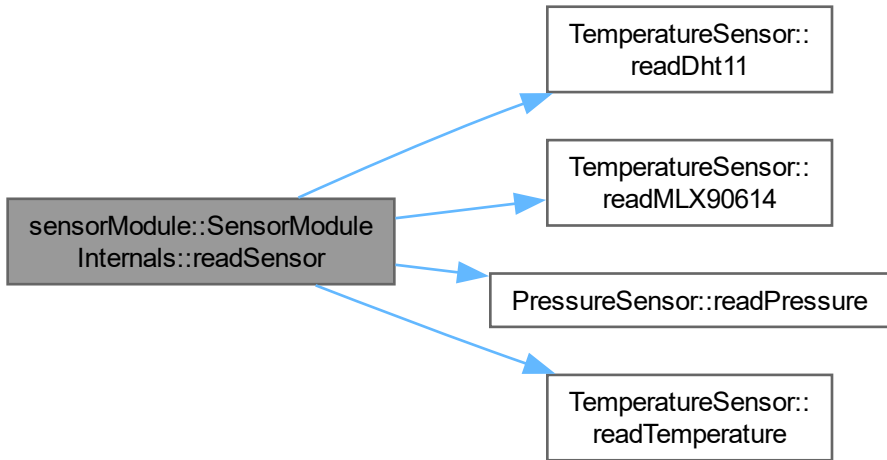 TemperatureSensor::
readDht11
TemperatureSensor::
readMLX90614
sensorModule::SensorModule
Internals::readSensor
PressureSensor::readPressure
TemperatureSensor::
readTemperature